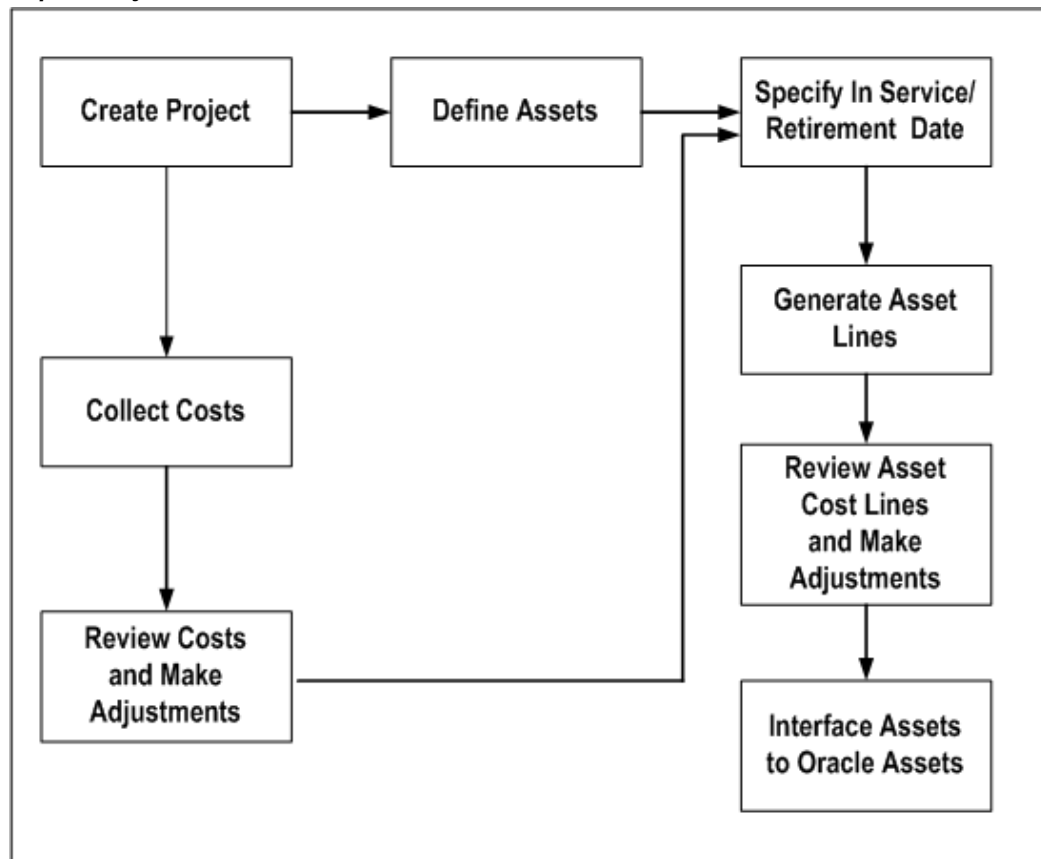 Create Project
Define Assets
Specify In Service/
Retirement Date
Generate Asset
Lines
Collect Costs
Review Asset
Cost Lines
and Make
Adjustments
Review Costs
and Make
Adjustments
Interface Assets
to Oracle Assets